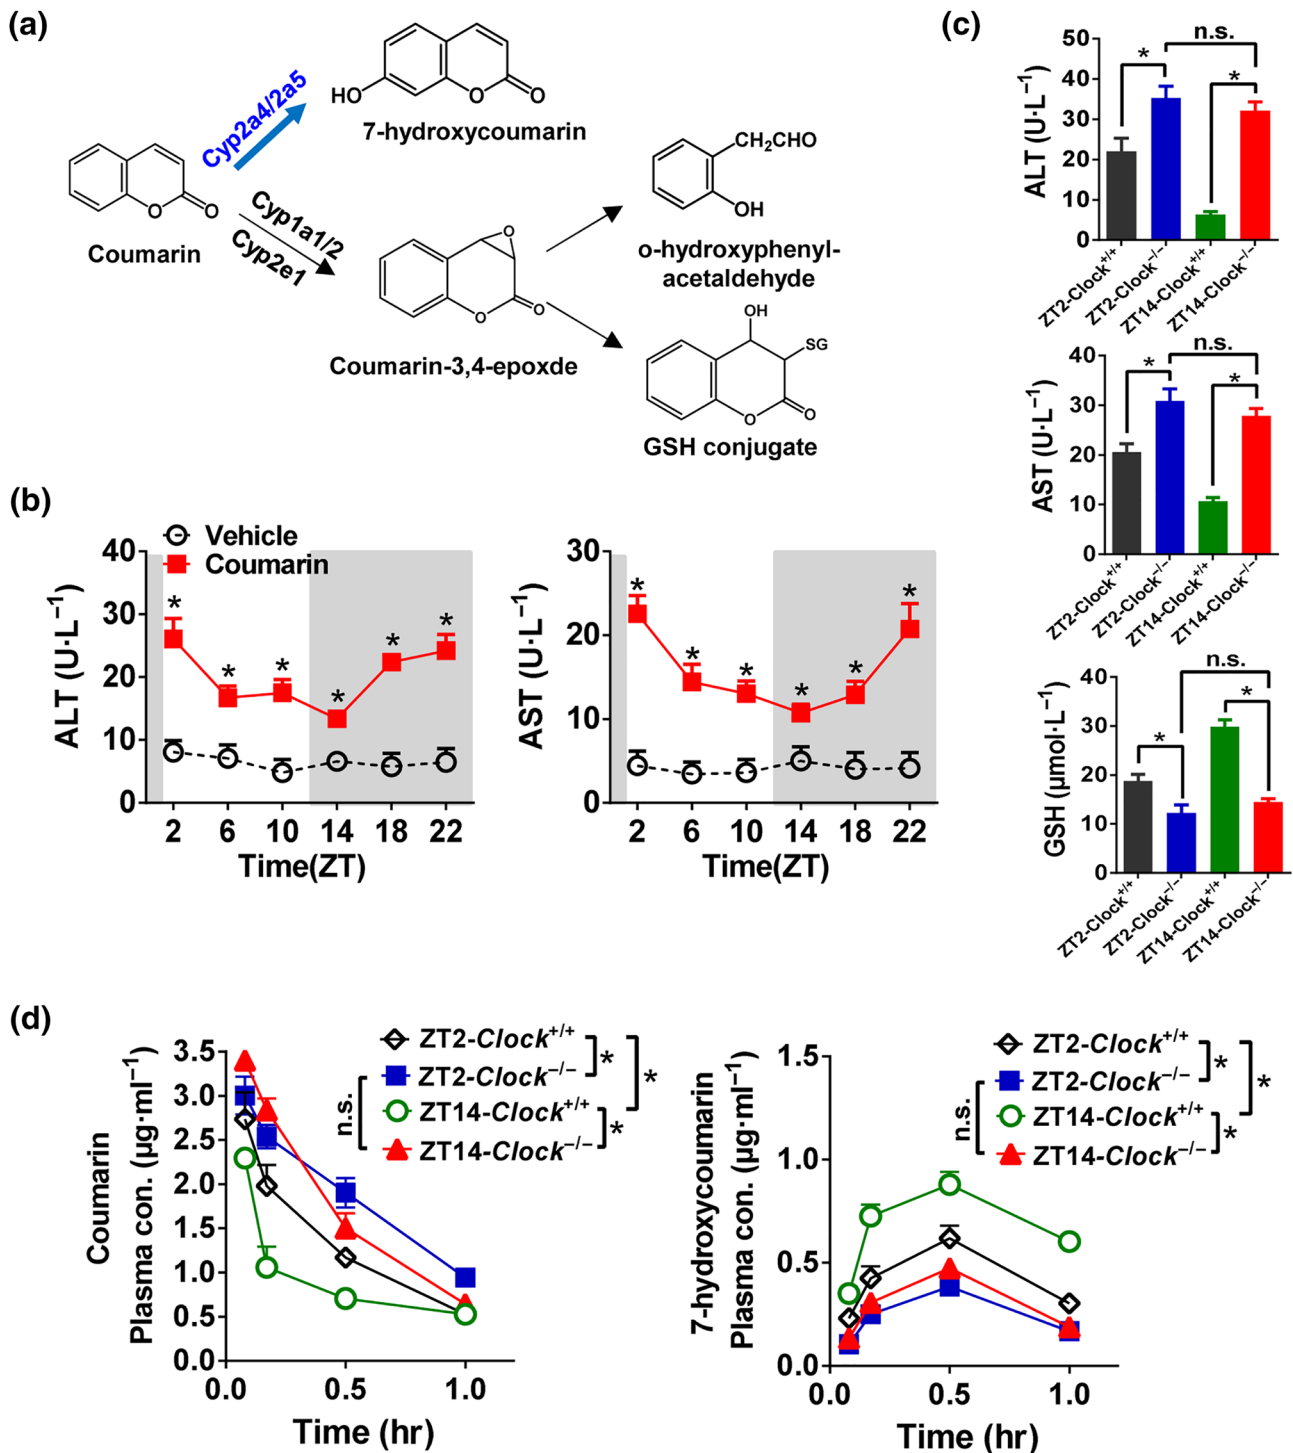 (a)
HO
O
O
7-hydroxycoumarin
Cyp2a4/2a5
O
O
Coumarin
Cyp1a1/2
Cyp2e1
O
O
O
Coumarin-3,4-epoxde
CH₂CHO
OH
o-hydroxyphenyl-
acetaldehyde
OH
SG
O
O
GSH conjugate
(b)
Vehicle
Coumarin
ALT (U·L⁻¹)
40
30
20
10
0
* * * * * *
2 6 10 14 18 22
Time(ZT)
AST (U·L⁻¹)
30
20
10
0
* * * * * *
2 6 10 14 18 22
Time(ZT)
(c)
ALT (U·L⁻¹)
50
40
30
20
10
0
n.s.
* *
ZT2-Clock⁺/⁺
ZT2-Clock⁻/⁻
ZT14-Clock⁺/⁺
ZT14-Clock⁻/⁻
AST (U·L⁻¹)
40
30
20
10
0
n.s.
* *
ZT2-Clock⁺/⁺
ZT2-Clock⁻/⁻
ZT14-Clock⁺/⁺
ZT14-Clock⁻/⁻
GSH (μmol·L⁻¹)
40
30
20
10
0
n.s.
* *
ZT2-Clock⁺/⁺
ZT2-Clock⁻/⁻
ZT14-Clock⁺/⁺
ZT14-Clock⁻/⁻
(d)
Coumarin
Plasma con. (μg·ml⁻¹)
3.5
3.0
2.5
2.0
1.5
1.0
0.5
0.0
ZT2-Clock⁺/⁺
ZT2-Clock⁻/⁻
ZT14-Clock⁺/⁺
ZT14-Clock⁻/⁻
n.s.
*
*
*
0.0 0.5 1.0
Time (hr)
7-hydroxycoumarin
Plasma con. (μg·ml⁻¹)
1.5
1.0
0.5
0.0
ZT2-Clock⁺/⁺
ZT2-Clock⁻/⁻
ZT14-Clock⁺/⁺
ZT14-Clock⁻/⁻
n.s.
*
*
*
0.0 0.5 1.0
Time (hr)